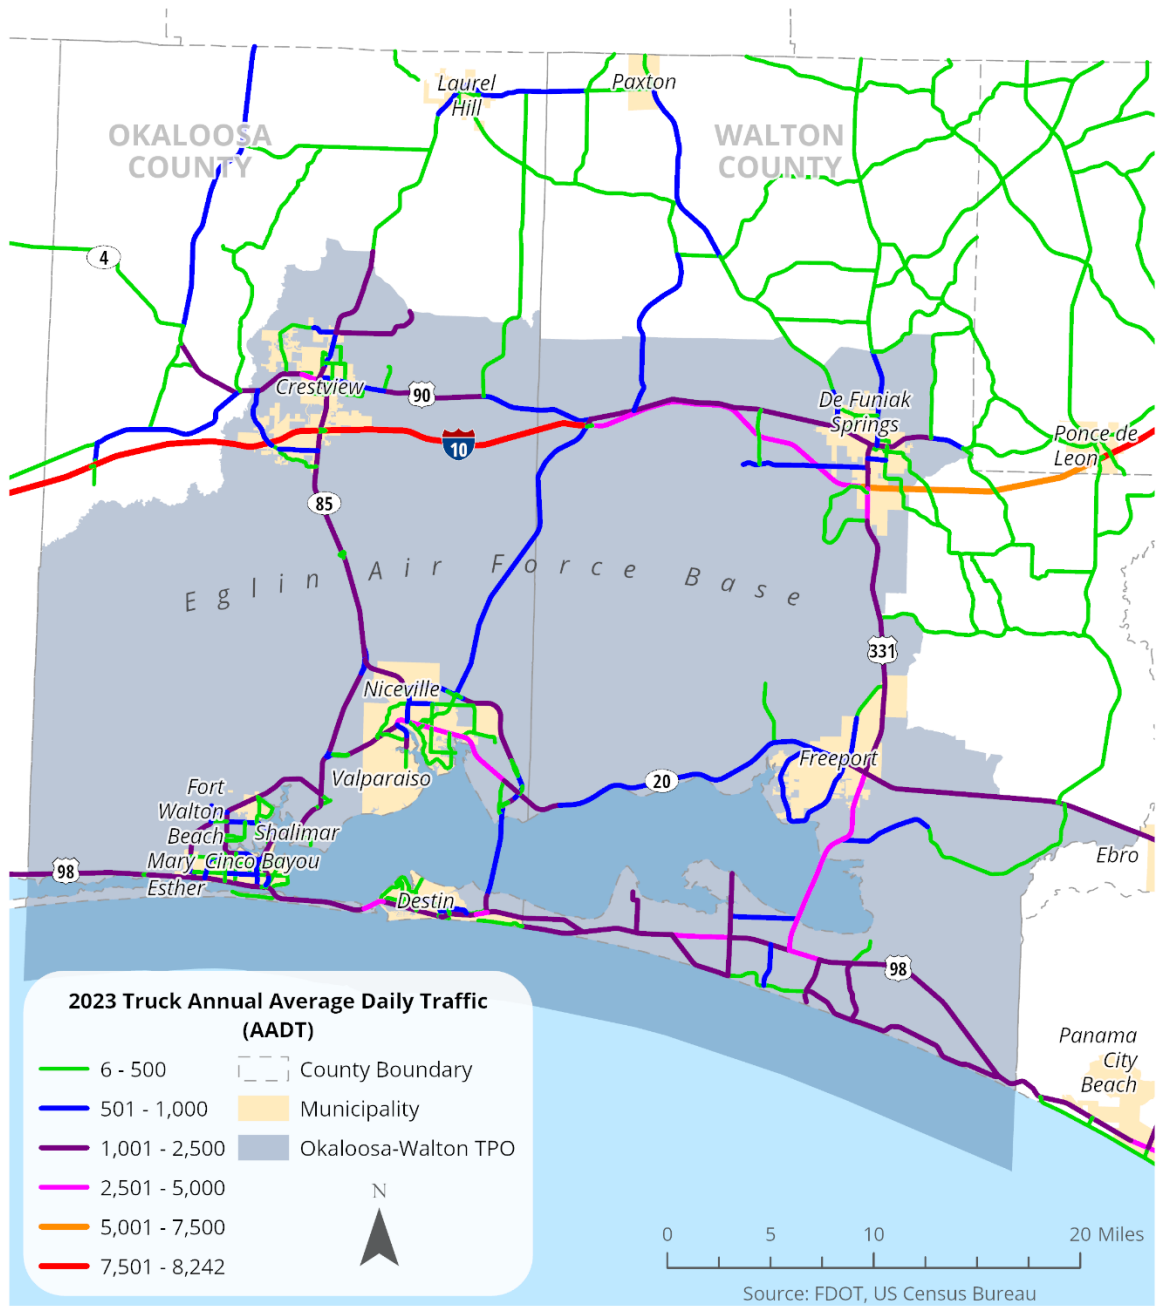 Laurel
Hill
Paxton
OKALOOSA
COUNTY
WALTON
COUNTY
4
Crestview
90
De Funiak
Springs
Ponce de
Leon
10
85
Eglin Air Force Base
331
Niceville
Freeport
Valparaiso
20
Fort
Walton
Beach
Shalimar
Mary
Esther
Cinco Bayou
98
Ebro
Destin
98
Panama
City
Beach
2023 Truck Annual Average Daily Traffic
(AADT)
6 - 500
501 - 1,000
1,001 - 2,500
2,501 - 5,000
5,001 - 7,500
7,501 - 8,242
County Boundary
Municipality
Okaloosa-Walton TPO
N
0 5 10 20 Miles
Source: FDOT, US Census Bureau